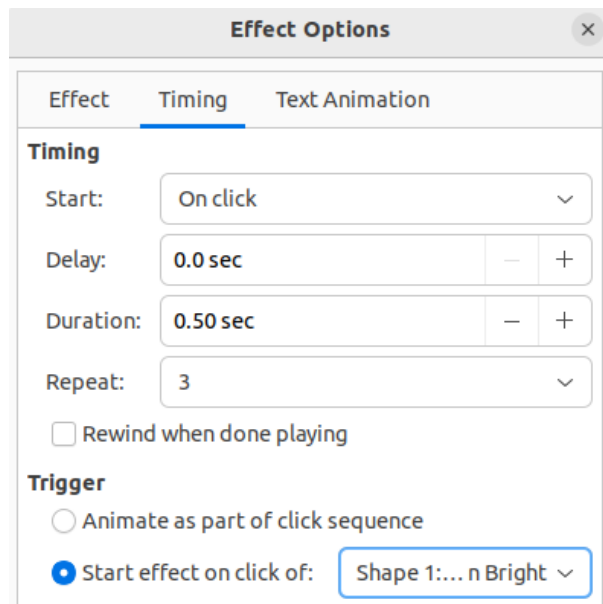 Effect Options
Effect Timing Text Animation
Timing
Start: On click
Delay: 0.0 sec
Duration: 0.50 sec
Repeat: 3
Rewind when done playing
Trigger
Animate as part of click sequence
Start effect on click of: Shape 1:… n Bright